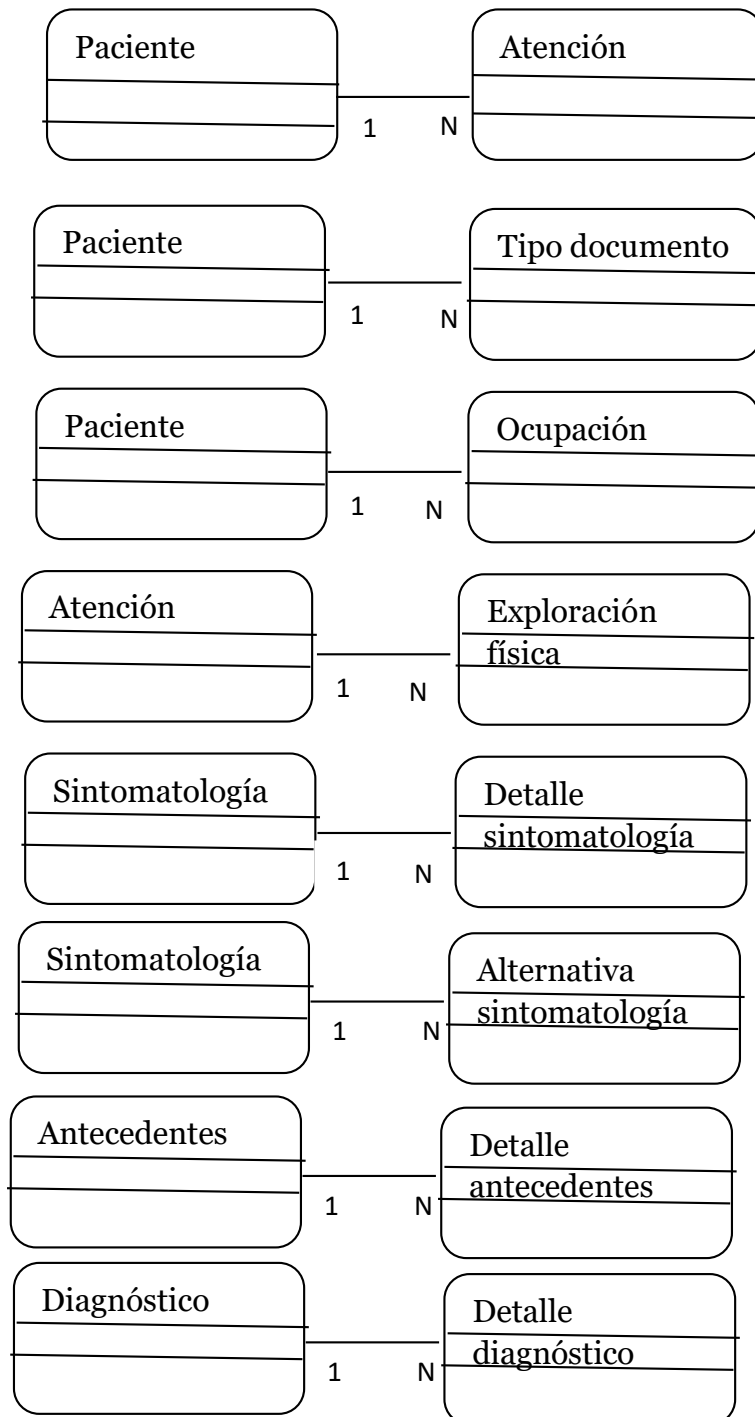 Paciente
Atención
1 N
Paciente
Tipo documento
1 N
Paciente
Ocupación
1 N
Atención
Exploración
física
1 N
Sintomatología
Detalle
sintomatología
1 N
Sintomatología
Alternativa
sintomatología
1 N
Antecedentes
Detalle
antecedentes
1 N
Diagnóstico
Detalle
diagnóstico
1 N